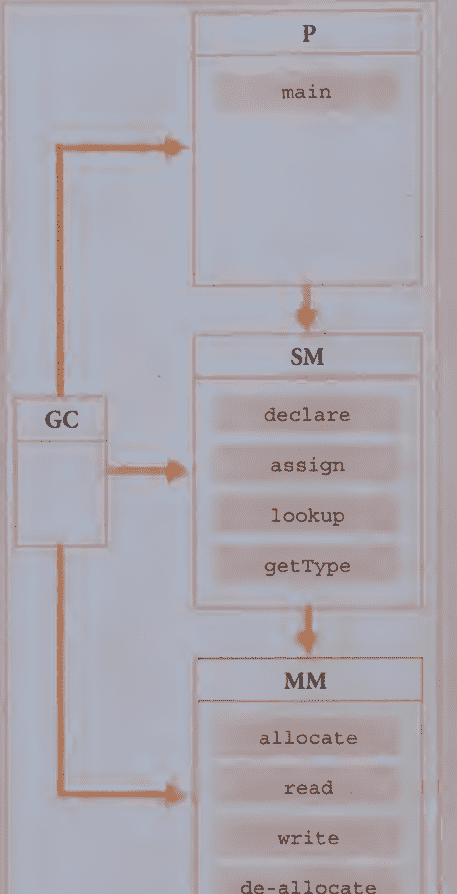 P
main
SM
GC
declare
assign
lookup
getType
MM
allocate
read
write
de-allocate